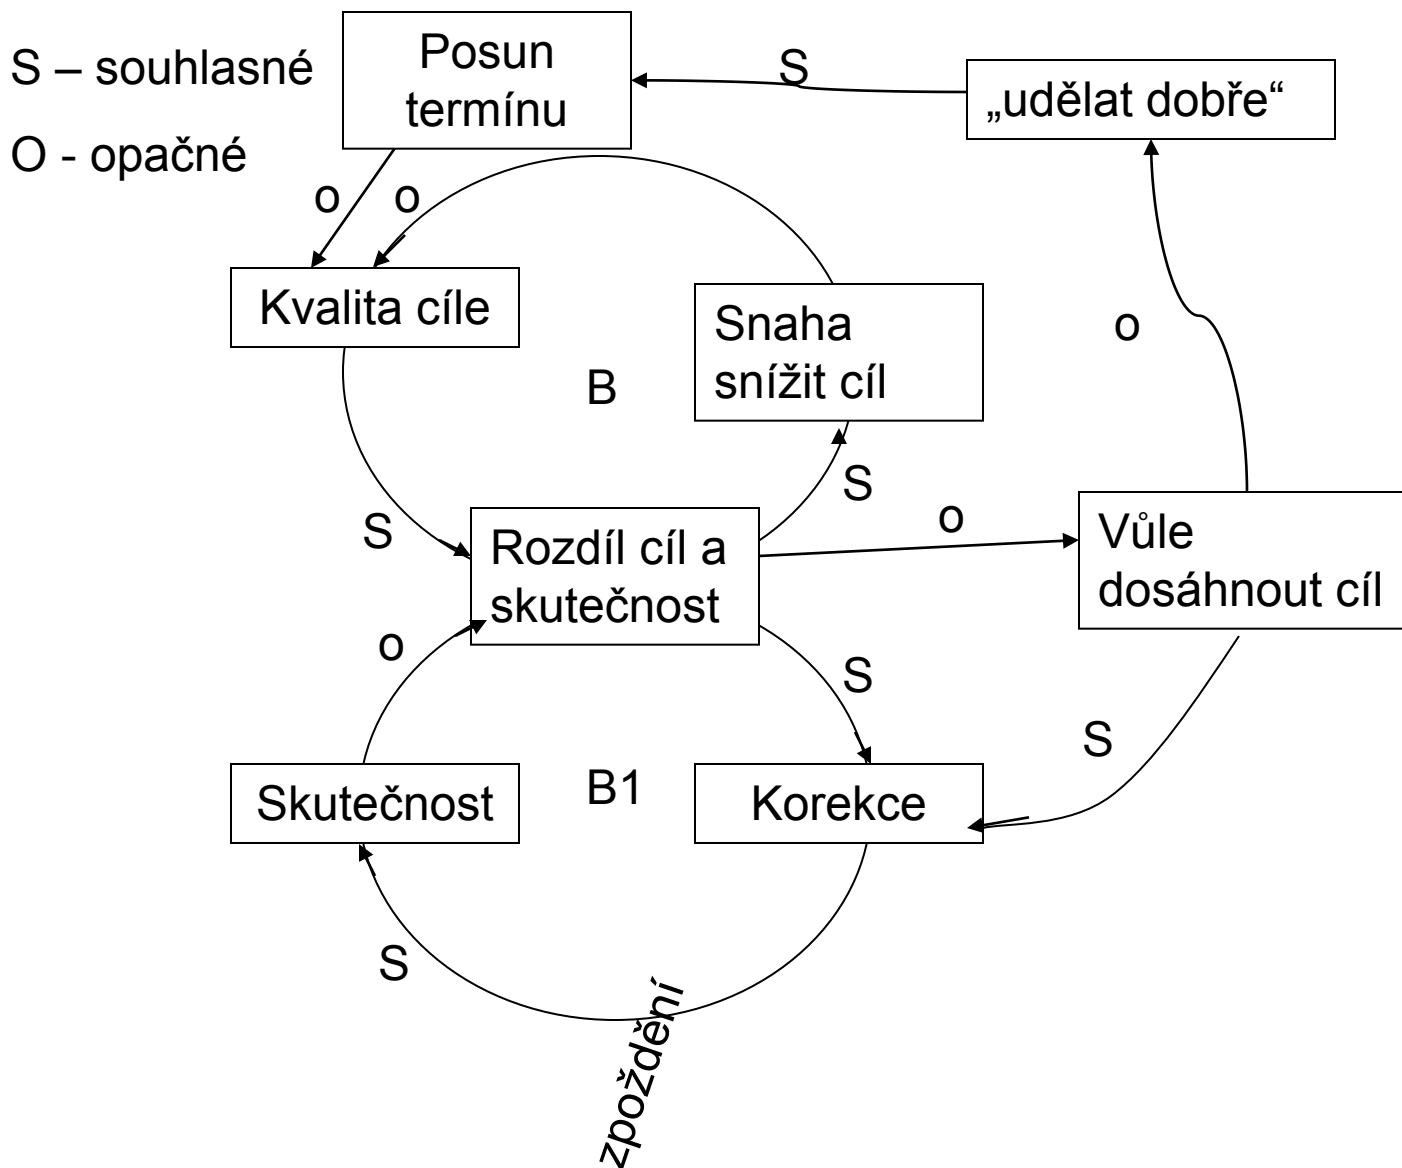 S – souhlasné
O - opačné
Posun
termínu
S
„udělat dobře“
o
o
Kvalita cíle
Snaha
snížit cíl
o
B
S
S
o
Rozdíl cíl a
skutečnost
Vůle
dosáhnout cíl
o
S
S
Skutečnost
B1
Korekce
S
zpoždění